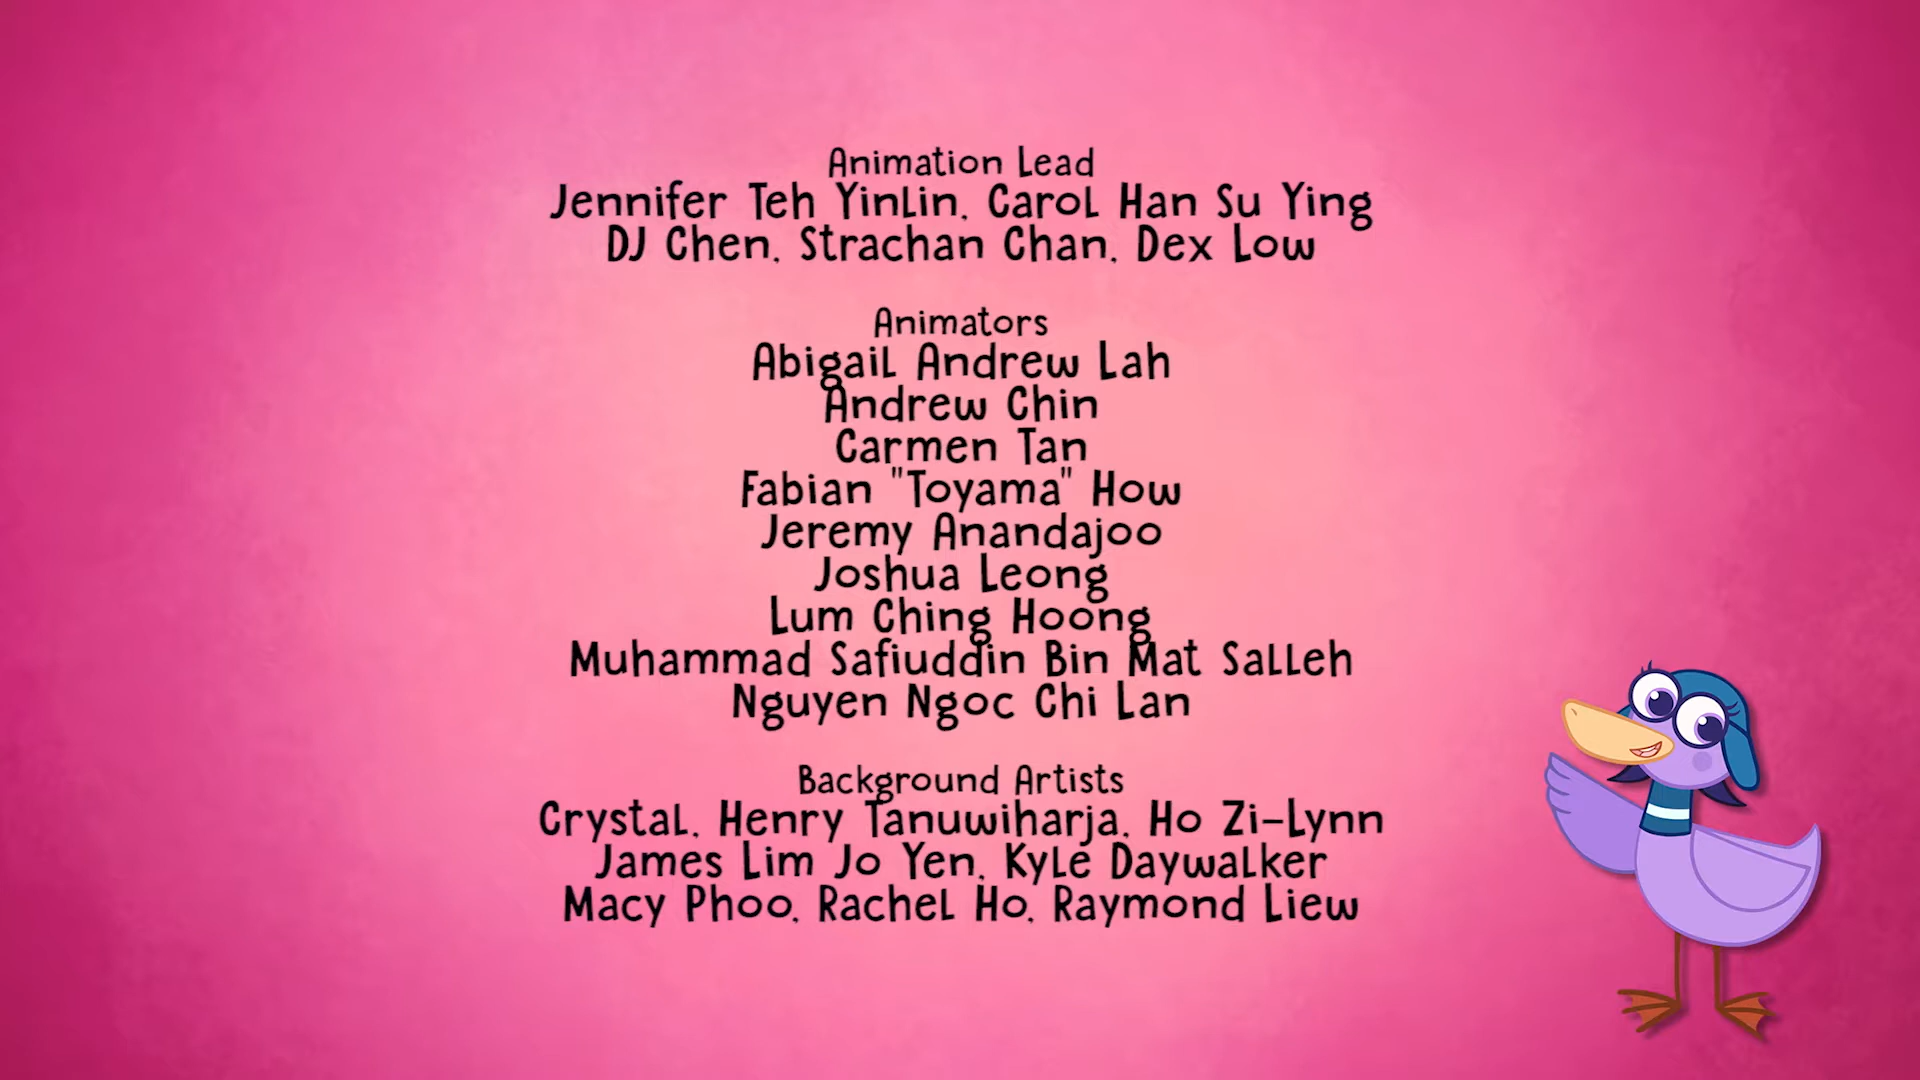 Animation Lead
Jennifer Teh YinLin, Carol Han Su Ying
DJ Chen, Strachan Chan, Dex Low
Animators
Abigail Andrew Lah
Andrew Chin
Carmen Tan
Fabian "Toyama" How
Jeremy Anandajoo
Joshua Leong
Lum Ching Hoong
Muhammad Safiuddin Bin Mat Salleh
Nguyen Ngoc Chi Lan
Background Artists
Crystal, Henry Tanuwiharja, Ho Zi-Lynn
James Lim Jo Yen, Kyle Daywalker
Macy Phoo, Rachel Ho, Raymond Liew